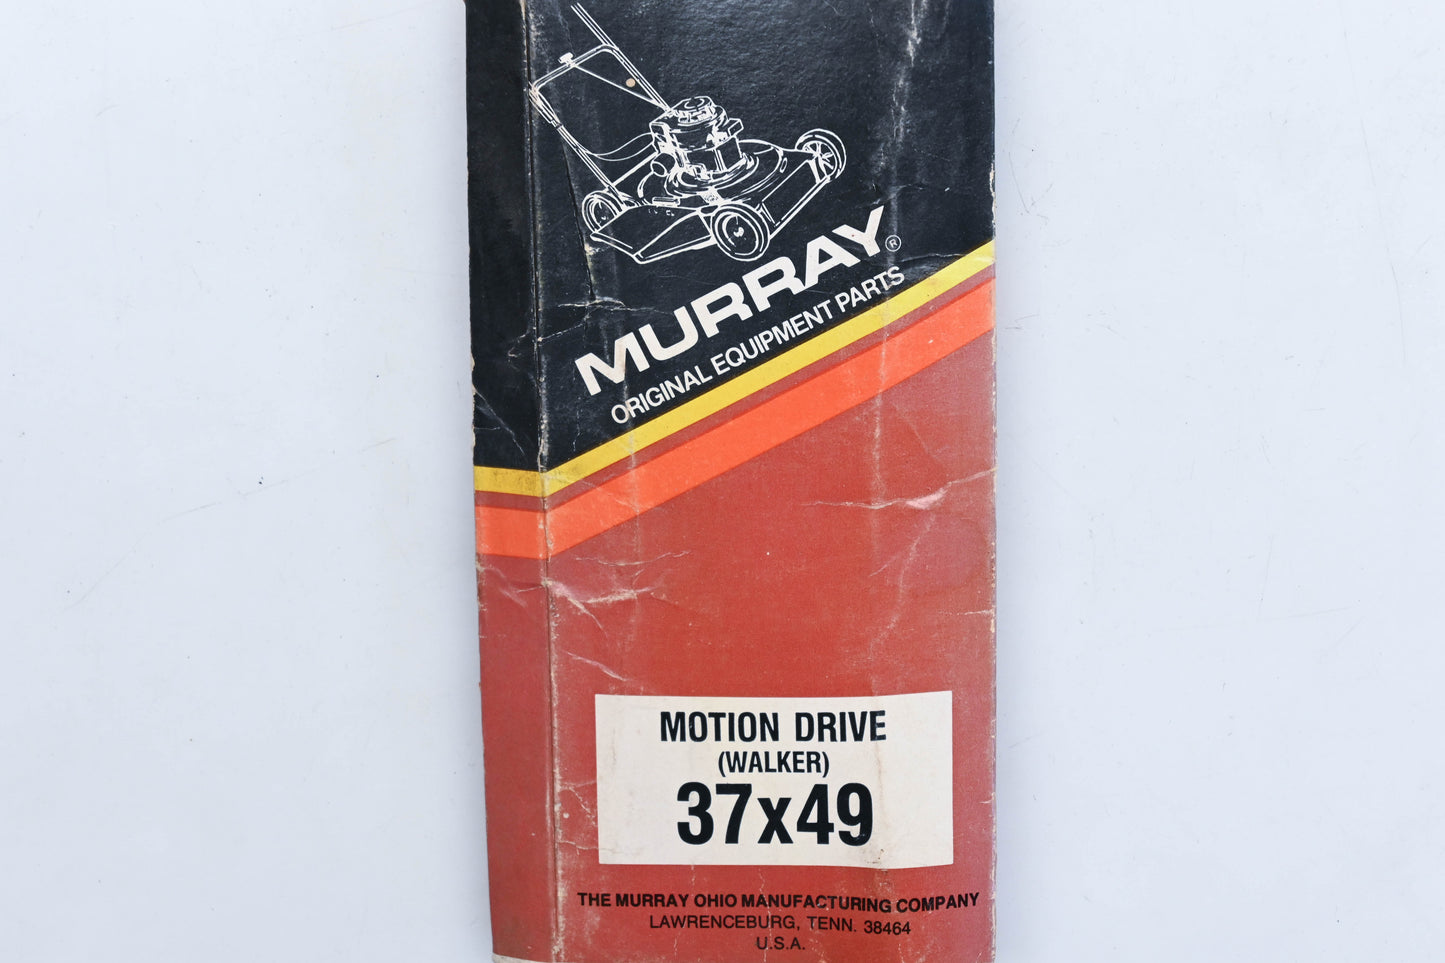 MURRAY®
ORIGINAL EQUIPMENT PARTS
MOTION DRIVE
(WALKER)
37x49
THE MURRAY OHIO MANUFACTURING COMPANY
LAWRENCEBURG, TENN. 38464
U.S.A.